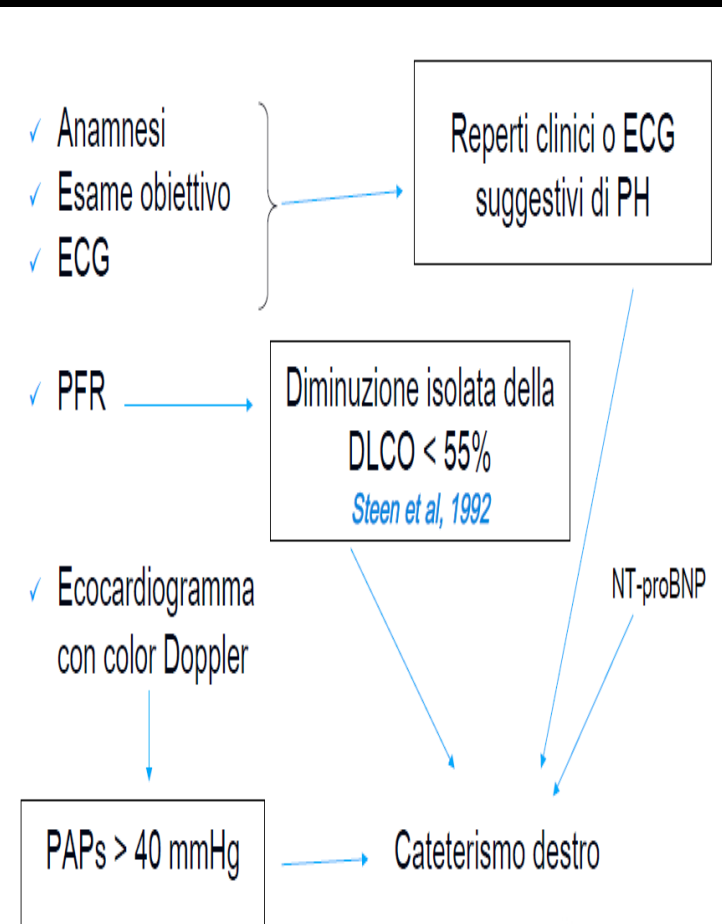 Anamnesi
Esame obiettivo
ECG
Reperti clinici o ECG
suggestivi di PH
PFR
Diminuzione isolata della
DLCO < 55%
Steen et al, 1992
Ecocardiogramma
con color Doppler
NT-proBNP
PAPs > 40 mmHg
Cateterismo destro